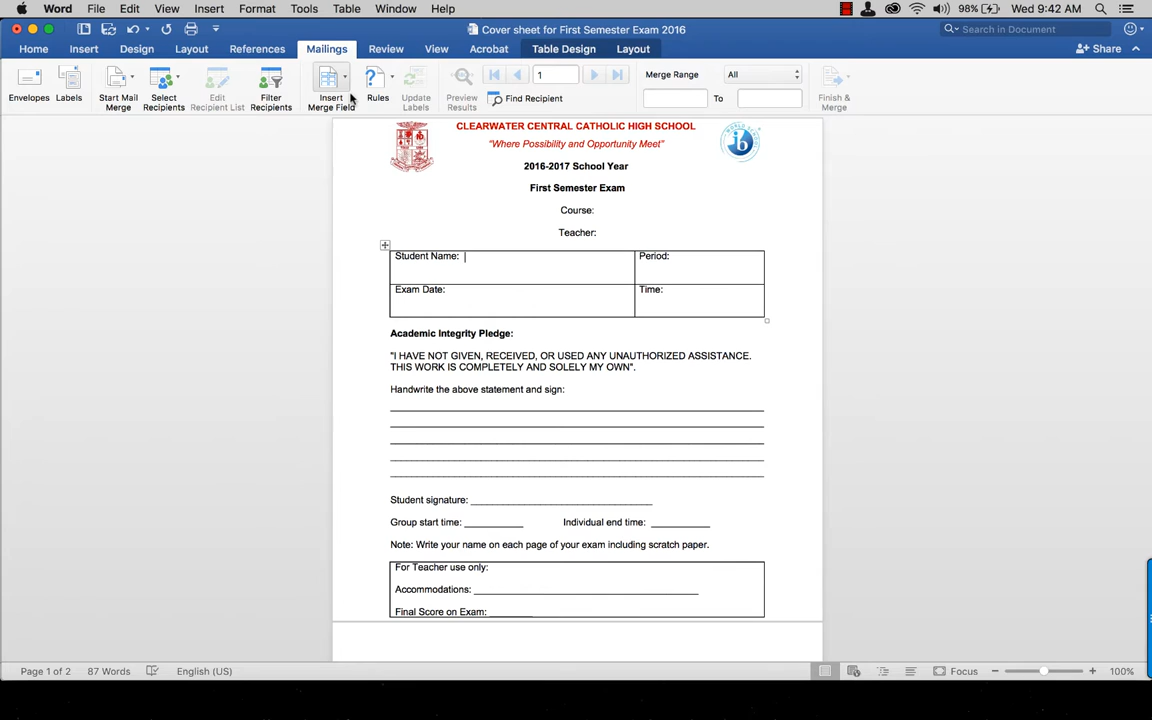 Word File Edit View Insert Format Tools Table Window Help 98% Wed 9:42 AM
Cover sheet for First Semester Exam 2016
Search in Document
Home Insert Design Layout References Mailings Review View Acrobat Table Design Layout
Share
Envelopes
Labels
Start Mail Merge
Select Recipients
Edit Recipient List
Filter Recipients
Insert Merge Field
Rules
Update Labels
Preview Results
1
Find Recipient
Merge Range
All
To
Finish & Merge
CLEARWATER CENTRAL CATHOLIC HIGH SCHOOL
"Where Possibility and Opportunity Meet"
ib
2016-2017 School Year
First Semester Exam
Course:
Teacher:
Student Name: Period:
Exam Date: Time:
Academic Integrity Pledge:
"I HAVE NOT GIVEN, RECEIVED, OR USED ANY UNAUTHORIZED ASSISTANCE.
THIS WORK IS COMPLETELY AND SOLELY MY OWN".
Handwrite the above statement and sign:
Student signature:
Group start time: Individual end time:
Note: Write your name on each page of your exam including scratch paper.
For Teacher use only:
Accommodations:
Final Score on Exam:
Page 1 of 2 87 Words English (US) Focus 100%